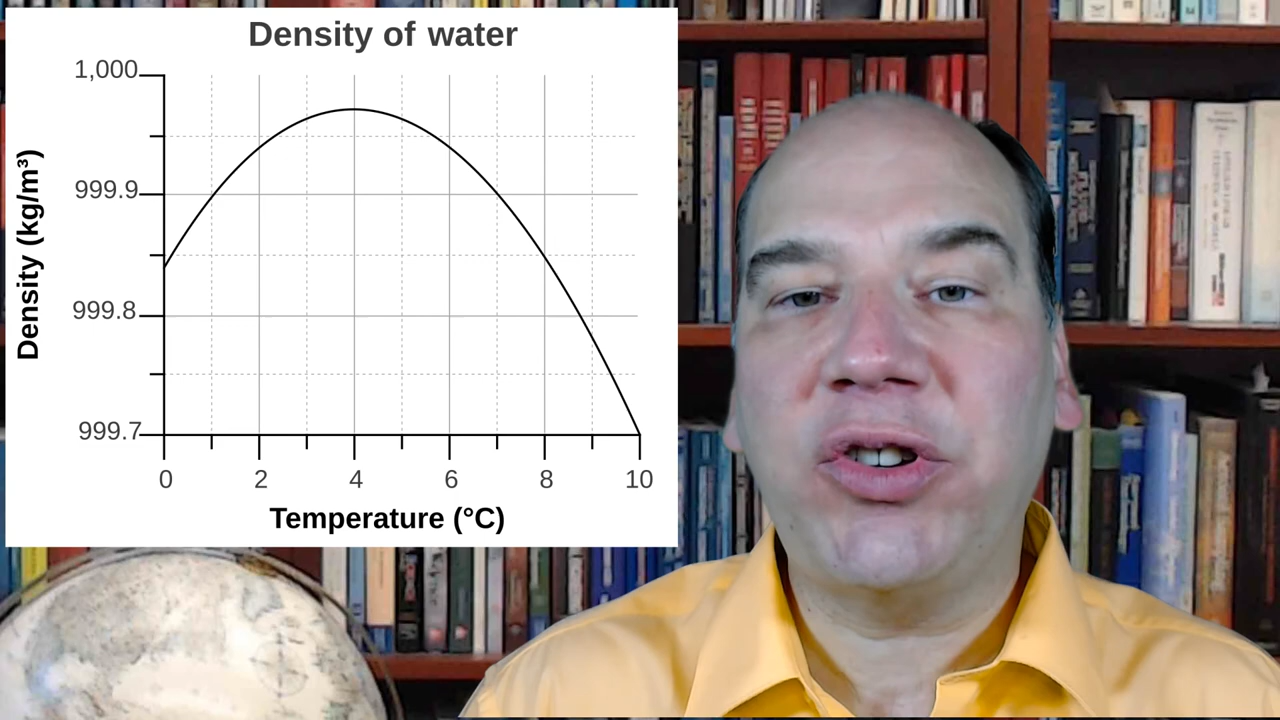 Density of water
1,000
999.9
999.8
999.7
Density (kg/m³)
0 2 4 6 8 10
Temperature (°C)